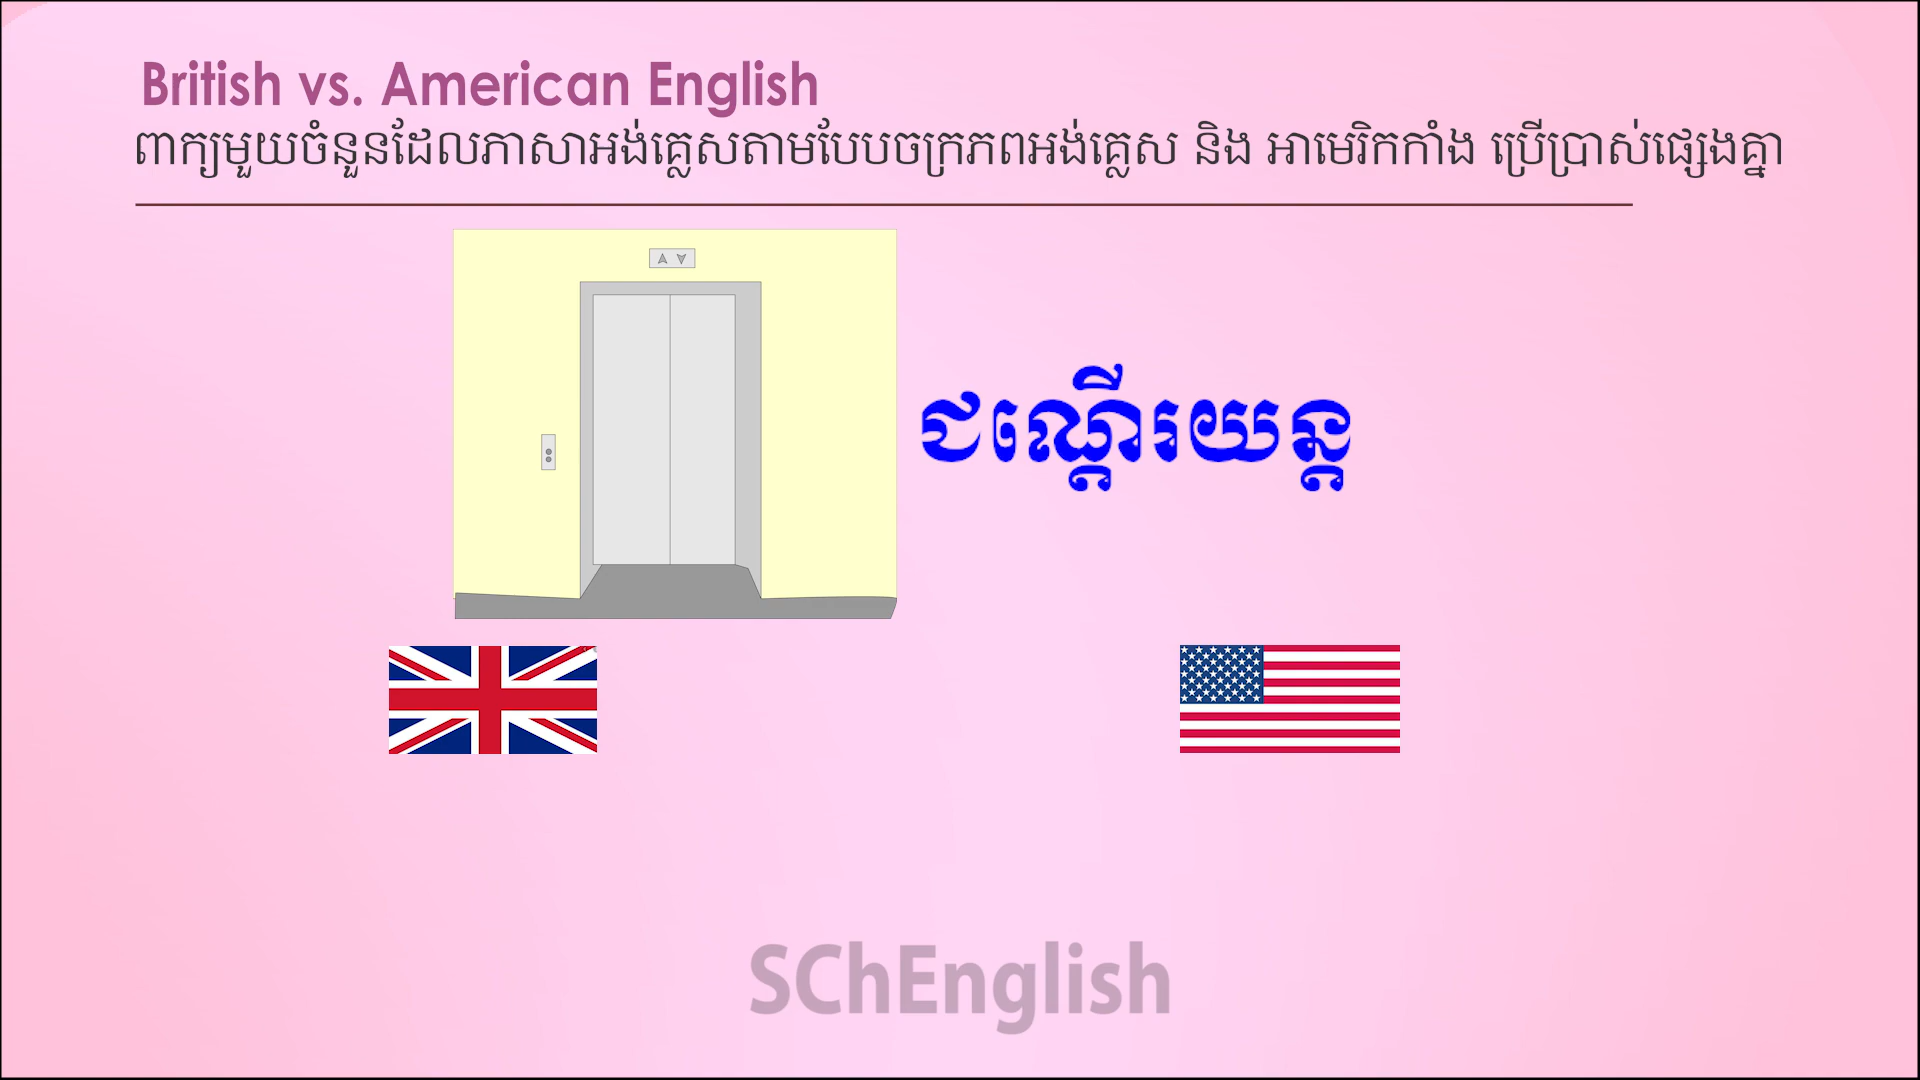 British vs. American English
ពាក្យមួយចំនួនដែលភាសាអង់គ្លេសតាមបែបចក្រភពអង់គ្លេស និង អាមេរិកកាំង ប្រើប្រាស់ផ្សេងគ្នា
ជណ្ដើរយន្ត
SChEnglish